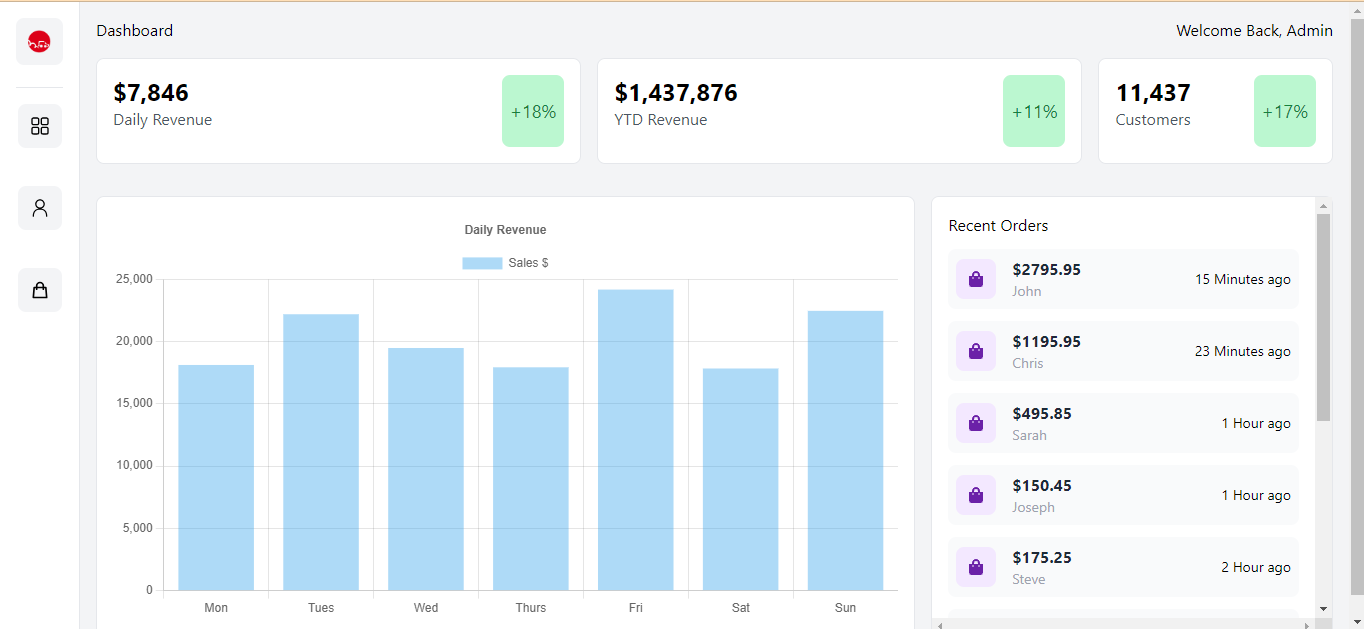 Dashboard
Welcome Back, Admin
$7,846
Daily Revenue
+18%
$1,437,876
YTD Revenue
+11%
11,437
Customers
+17%
Daily Revenue
Sales $
25,000
20,000
15,000
10,000
5,000
0
Mon Tues Wed Thurs Fri Sat Sun
Recent Orders
$2795.95
John
15 Minutes ago
$1195.95
Chris
23 Minutes ago
$495.85
Sarah
1 Hour ago
$150.45
Joseph
1 Hour ago
$175.25
Steve
2 Hour ago